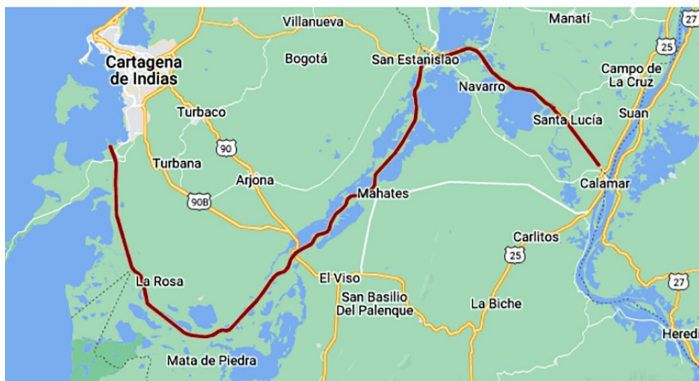 Villanueva
Manatí
27
Cartagena
de Indias
Bogotá
San Estanislao
25
Campo de
La Cruz
Navarro
Turbaco
Santa Lucía
Suan
90
Turbana
Arjona
Calamar
90B
Mahates
Carlitos
25
La Rosa
El Viso
27
San Basilio
Del Palenque
La Biche
Mata de Piedra
Heredi